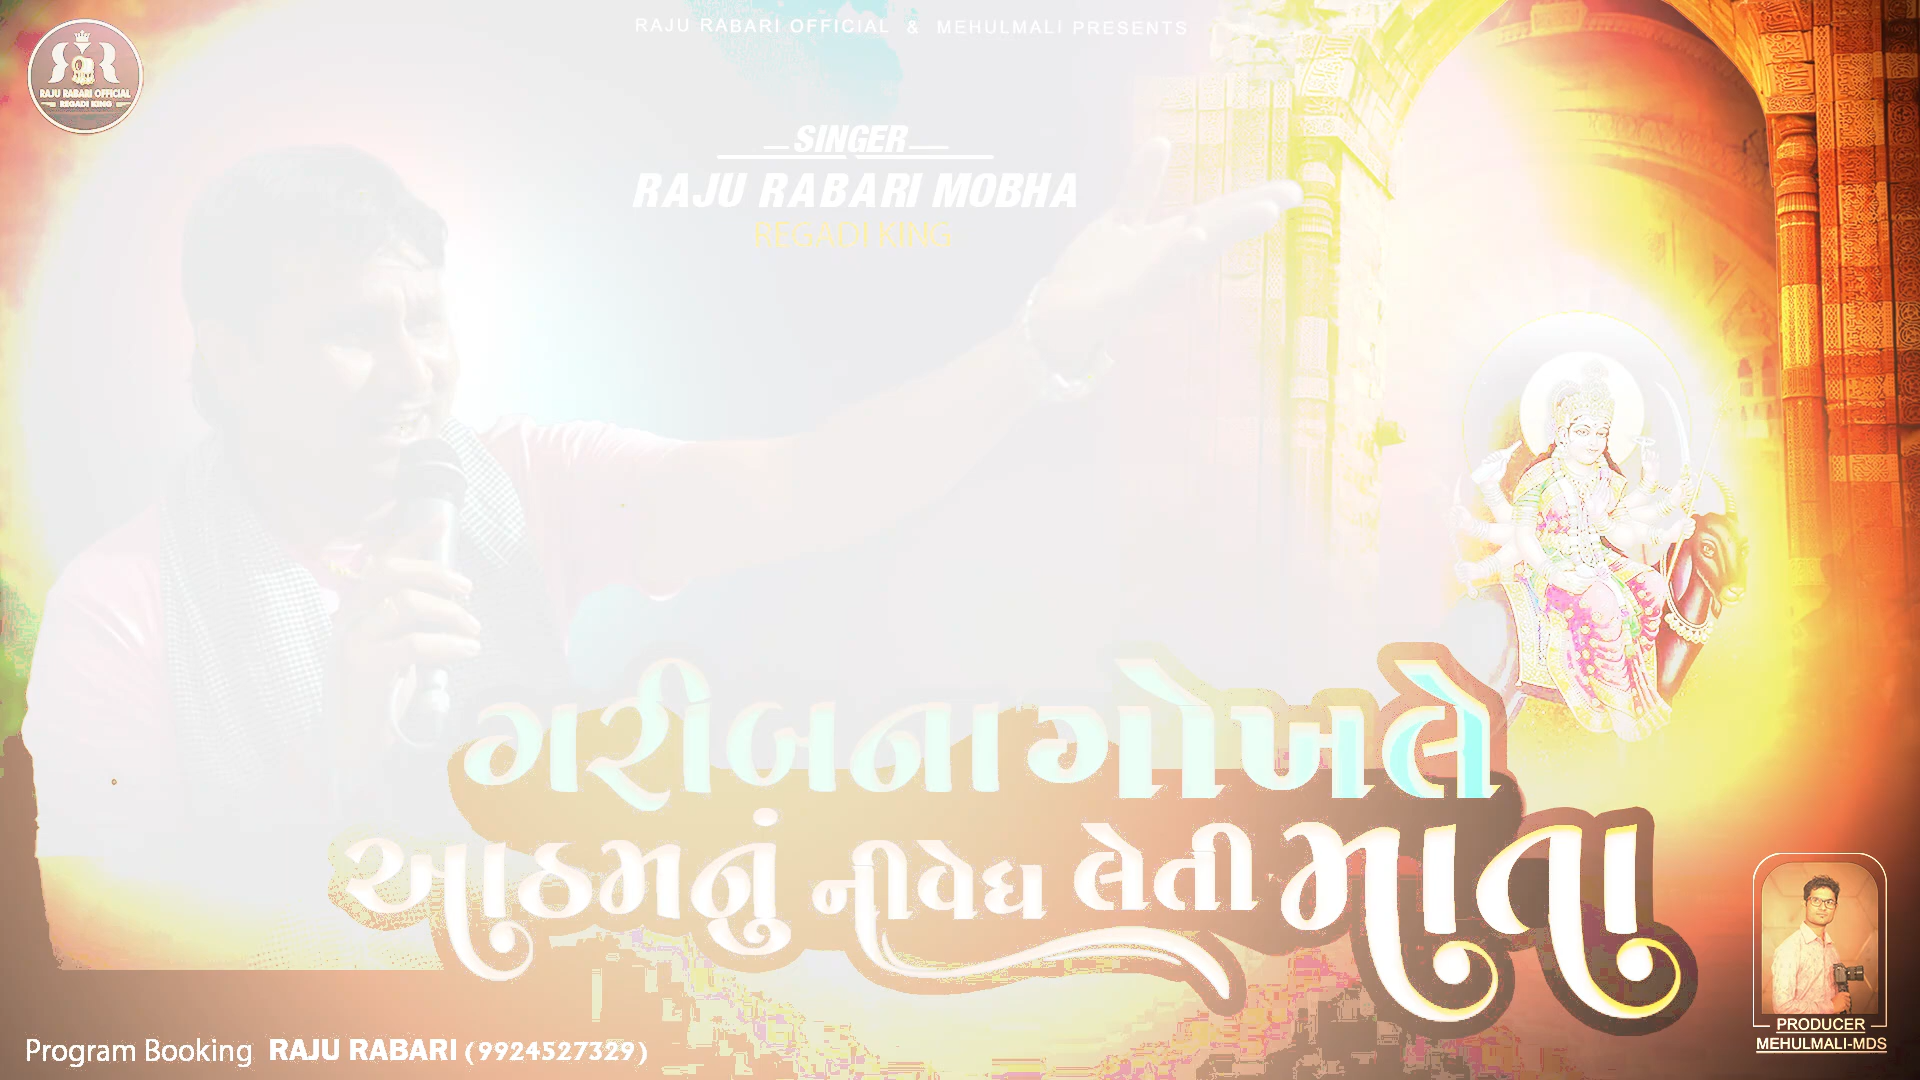 RAJU RABARI OFFICIAL & MEHULMALI PRESENTS
RAJU RABARI OFFICIAL
REGADI KING
SINGER
RAJU RABARI MOBHA
REGADI KING
ગરીબના ગોખલે
આઠમનું નીવેધ લેતી માતા
Program Booking RAJU RABARI (9924527329)
PRODUCER
MEHULMALI-MDS